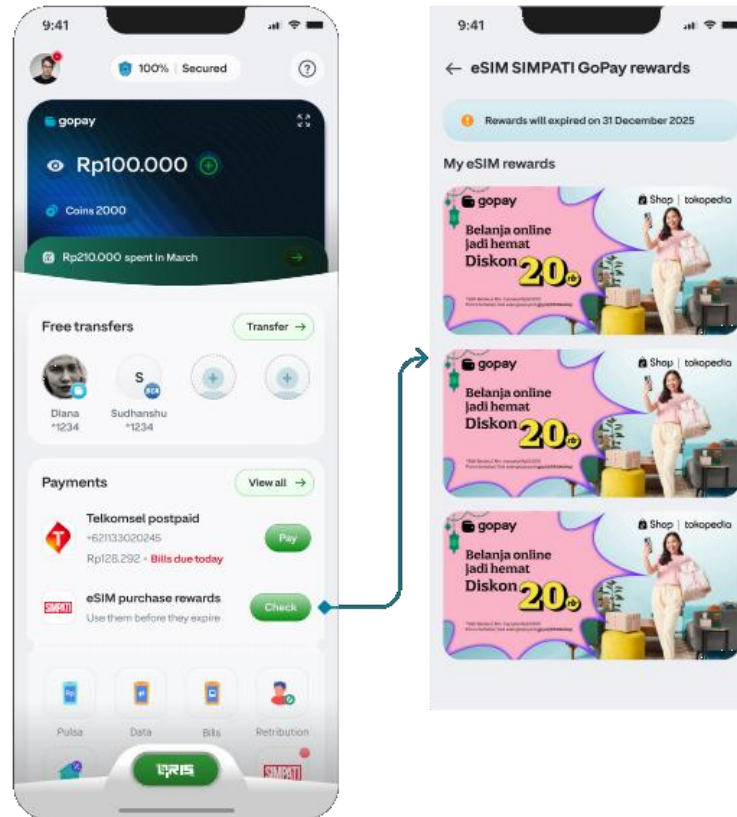 9:41
100% Secured
gopay
Rp100.000
Coins 2000
Rp210.000 spent in March
Free transfers
Transfer →
S
BCA
Diana
*1234
Sudhanshu
*1234
Payments
View all →
Telkomsel postpaid
+621133020245
Rp128.292 • Bills due today
Pay
SIMPATI
eSIM purchase rewards
Use them before they expire
Check
Rp
Pulsa
Data
Bills
Retribution
QRIS
SIMPATI
9:41
← eSIM SIMPATI GoPay rewards
Rewards will expired on 31 December 2025
My eSIM rewards
gopay
Shop | tokopedia
Belanja online
jadi hemat
Diskon 20rb
gopay
Shop | tokopedia
Belanja online
jadi hemat
Diskon 20rb
gopay
Shop | tokopedia
Belanja online
jadi hemat
Diskon 20rb